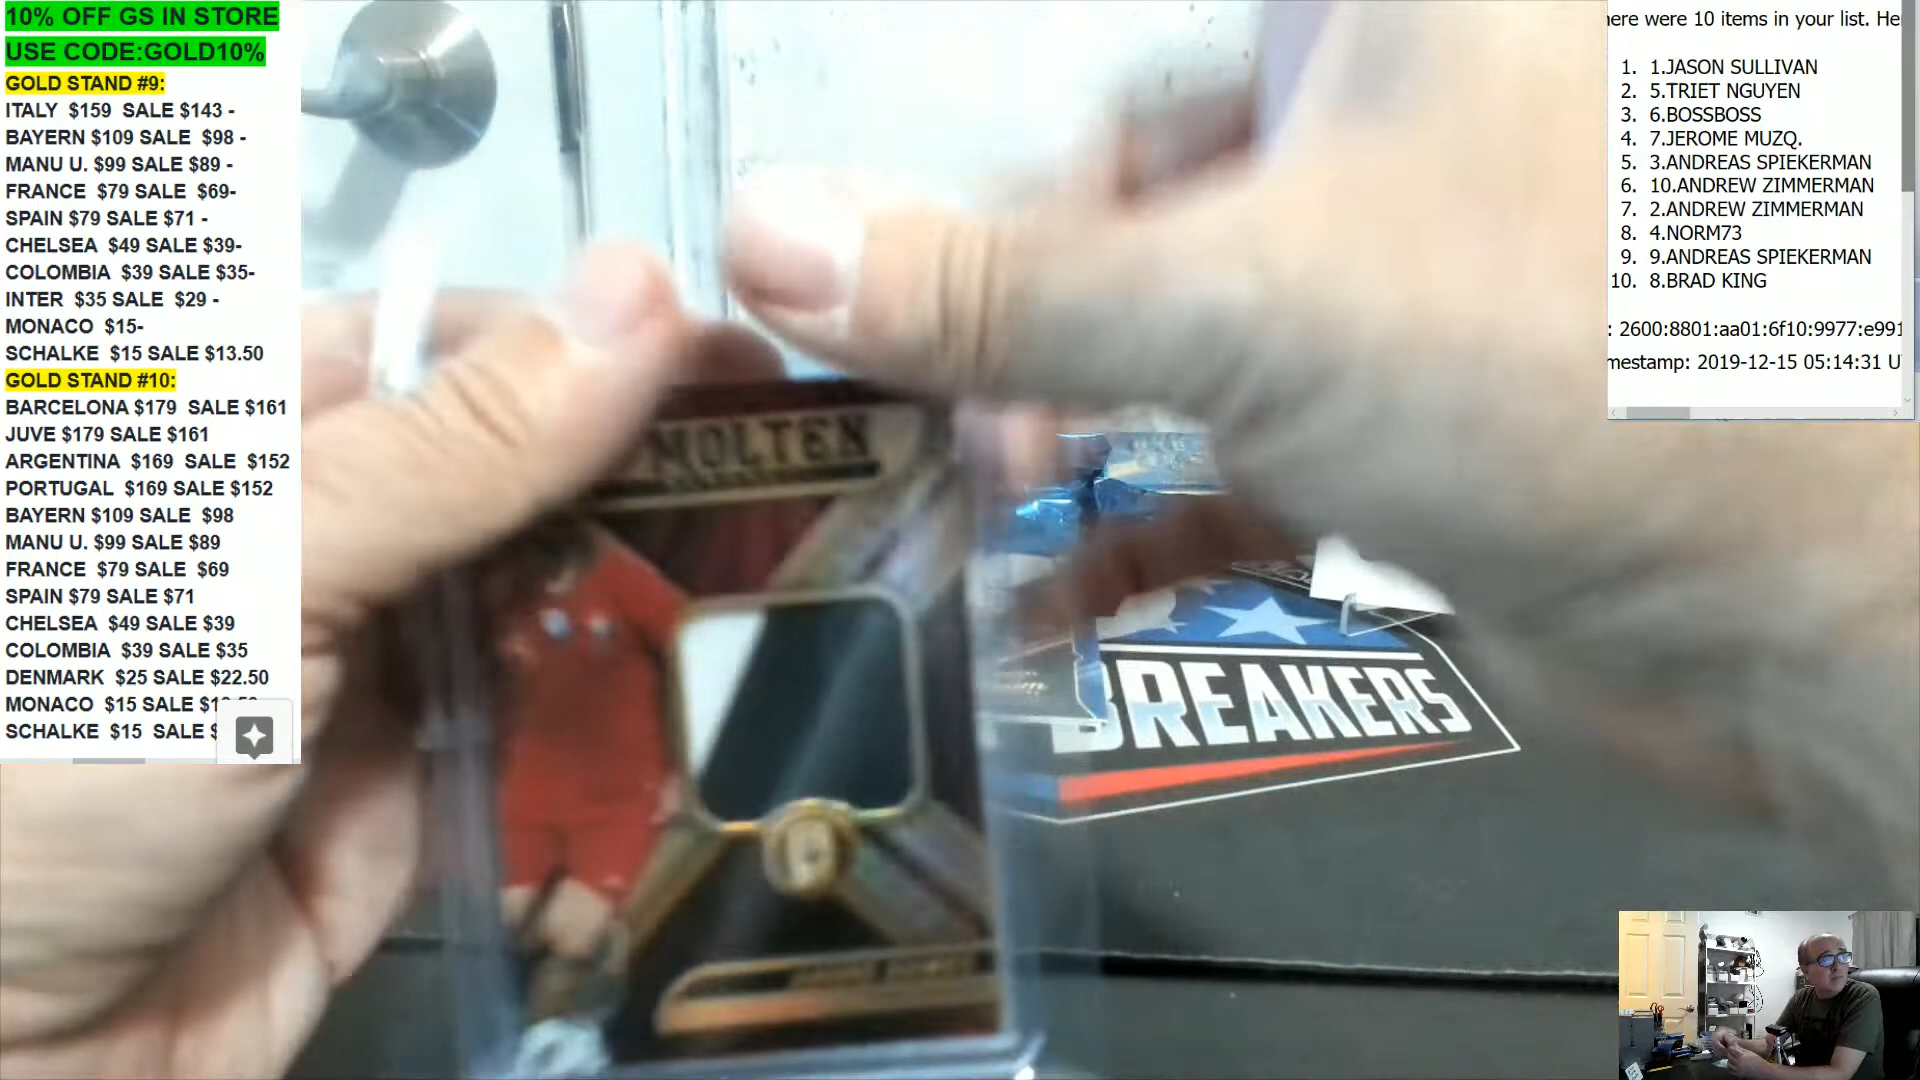 10% OFF GS IN STORE
USE CODE:GOLD10%
GOLD STAND #9:
ITALY $159 SALE $143 -
BAYERN $109 SALE $98 -
MANU U. $99 SALE $89 -
FRANCE $79 SALE $69-
SPAIN $79 SALE $71 -
CHELSEA $49 SALE $39-
COLOMBIA $39 SALE $35-
INTER $35 SALE $29 -
MONACO $15-
SCHALKE $15 SALE $13.50
GOLD STAND #10:
BARCELONA $179 SALE $161
JUVE $179 SALE $161
ARGENTINA $169 SALE $152
PORTUGAL $169 SALE $152
BAYERN $109 SALE $98
MANU U. $99 SALE $89
FRANCE $79 SALE $69
SPAIN $79 SALE $71
CHELSEA $49 SALE $39
COLOMBIA $39 SALE $35
DENMARK $25 SALE $22.50
MONACO $15 SALE
SCHALKE $15 SALE $
MOLTEN
BREAKERS
ere were 10 items in your list. He
1. 1.JASON SULLIVAN
2. 5.TRIET NGUYEN
3. 6.BOSSBOSS
4. 7.JEROME MUZQ.
5. 3.ANDREAS SPIEKERMAN
6. 10.ANDREW ZIMMERMAN
7. 2.ANDREW ZIMMERMAN
8. 4.NORM73
9. 9.ANDREAS SPIEKERMAN
10. 8.BRAD KING
: 2600:8801:aa01:6f10:9977:e991
mestamp: 2019-12-15 05:14:31 U